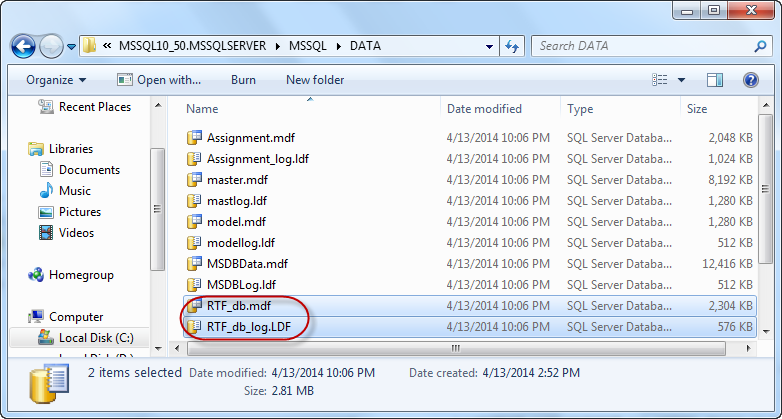 « MSSQL10_50.MSSQLSERVER ▸ MSSQL ▸ DATA Search DATA
Organize Open with... Burn New folder
Name Date modified Type Size
Recent Places
Libraries
Documents
Music
Pictures
Videos
Homegroup
Computer
Local Disk (C:)
Assignment.mdf 4/13/2014 10:06 PM SQL Server Databa... 2,048 KB
Assignment_log.ldf 4/13/2014 10:06 PM SQL Server Databa... 1,024 KB
master.mdf 4/13/2014 10:06 PM SQL Server Databa... 8,192 KB
mastlog.ldf 4/13/2014 10:06 PM SQL Server Databa... 1,280 KB
model.mdf 4/13/2014 10:06 PM SQL Server Databa... 1,280 KB
modellog.ldf 4/13/2014 10:06 PM SQL Server Databa... 512 KB
MSDBData.mdf 4/13/2014 10:06 PM SQL Server Databa... 12,416 KB
MSDBLog.ldf 4/13/2014 10:06 PM SQL Server Databa... 512 KB
RTF_db.mdf 4/13/2014 10:06 PM SQL Server Databa... 2,304 KB
RTF_db_log.LDF 4/13/2014 10:06 PM SQL Server Databa... 576 KB
2 items selected Date modified: 4/13/2014 10:06 PM Date created: 4/13/2014 2:52 PM
Size: 2.81 MB